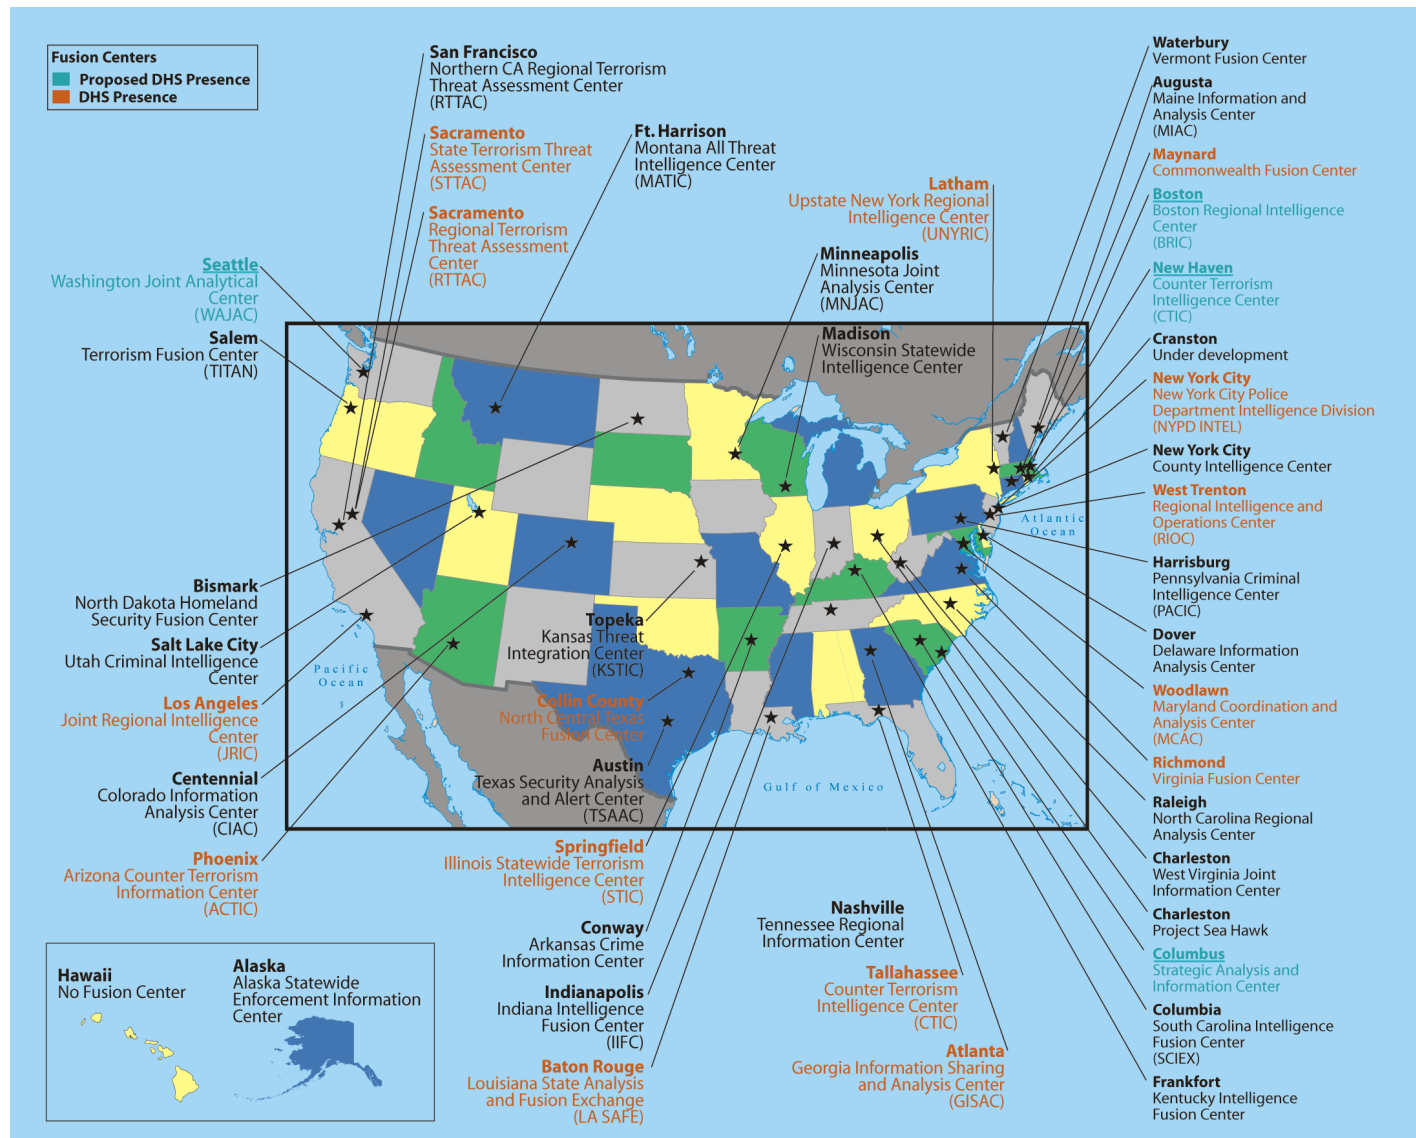 Fusion Centers
Proposed DHS Presence
DHS Presence
San Francisco
Northern CA Regional Terrorism
Threat Assessment Center
(RTTAC)
Sacramento
State Terrorism Threat
Assessment Center
(STTAC)
Sacramento
Regional Terrorism
Threat Assessment
Center
(RTTAC)
Ft. Harrison
Montana All Threat
Intelligence Center
(MATIC)
Latham
Upstate New York Regional
Intelligence Center
(UNYRIC)
Minneapolis
Minnesota Joint
Analysis Center
(MNJAC)
Madison
Wisconsin Statewide
Intelligence Center
Seattle
Washington Joint Analytical
Center
(WAJAC)
Salem
Terrorism Fusion Center
(TITAN)
Bismark
North Dakota Homeland
Security Fusion Center
Salt Lake City
Utah Criminal Intelligence
Center
Los Angeles
Joint Regional Intelligence
Center
(JRIC)
Centennial
Colorado Information
Analysis Center
(CIAC)
Phoenix
Arizona Counter Terrorism
Information Center
(ACTIC)
Pacific
Ocean
Topeka
Kansas Threat
Integration Center
(KSTIC)
Collin County
North Central Texas
Fusion Center
Austin
Texas Security Analysis
and Alert Center
(TSAAC)
Springfield
Illinois Statewide Terrorism
Intelligence Center
(STIC)
Conway
Arkansas Crime
Information Center
Indianapolis
Indiana Intelligence
Fusion Center
(IIFC)
Baton Rouge
Louisiana State Analysis
and Fusion Exchange
(LA SAFE)
Gulf of Mexico
Atlantic
Ocean
Nashville
Tennessee Regional
Information Center
Tallahassee
Counter Terrorism
Intelligence Center
(CTIC)
Atlanta
Georgia Information Sharing
and Analysis Center
(GISAC)
Waterbury
Vermont Fusion Center
Augusta
Maine Information and
Analysis Center
(MIAC)
Maynard
Commonwealth Fusion Center
Boston
Boston Regional Intelligence
Center
(BRIC)
New Haven
Counter Terrorism
Intelligence Center
(CTIC)
Cranston
Under development
New York City
New York City Police
Department Intelligence Division
(NYPD INTEL)
New York City
County Intelligence Center
West Trenton
Regional Intelligence and
Operations Center
(RIOC)
Harrisburg
Pennsylvania Criminal
Intelligence Center
(PACIC)
Dover
Delaware Information
Analysis Center
Woodlawn
Maryland Coordination and
Analysis Center
(MCAC)
Richmond
Virginia Fusion Center
Raleigh
North Carolina Regional
Analysis Center
Charleston
West Virginia Joint
Information Center
Charleston
Project Sea Hawk
Columbus
Strategic Analysis and
Information Center
Columbia
South Carolina Intelligence
Fusion Center
(SCIEX)
Frankfort
Kentucky Intelligence
Fusion Center
Hawaii
No Fusion Center
Alaska
Alaska Statewide
Enforcement Information
Center